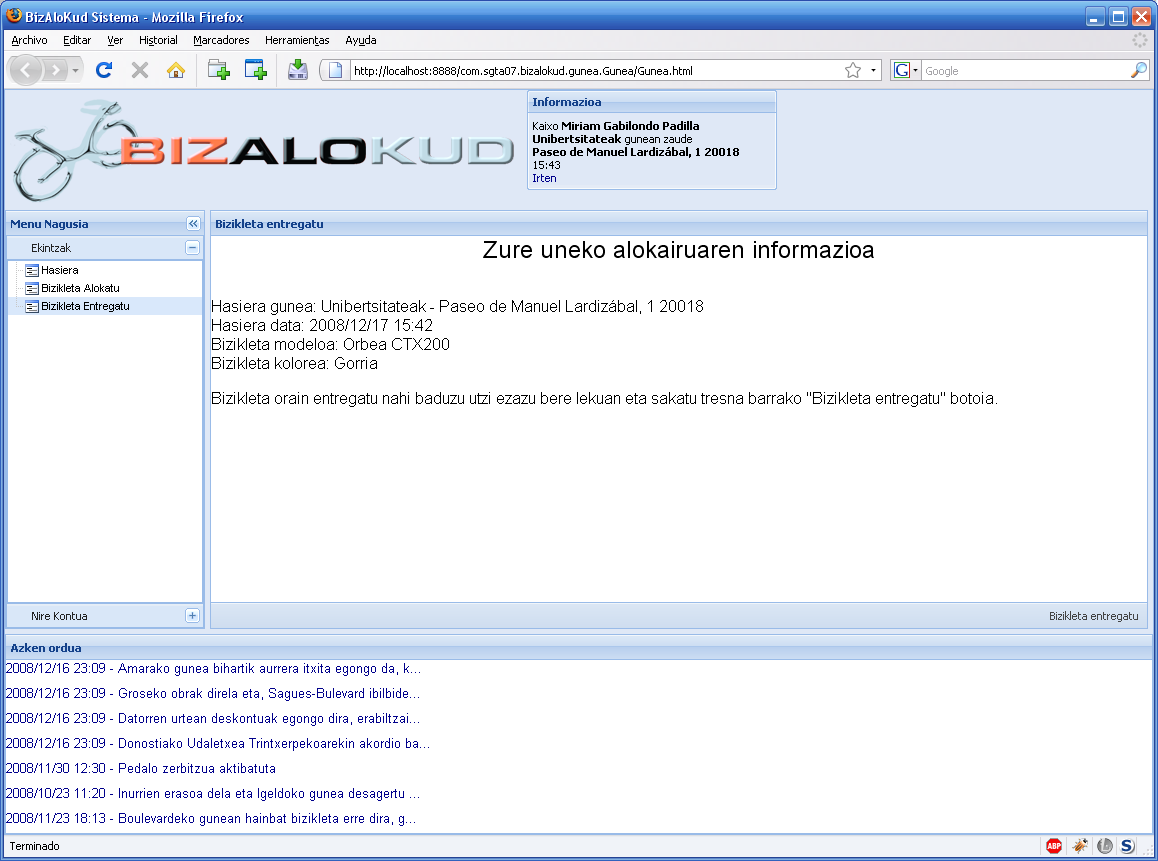 BizAloKud Sistema - Mozilla Firefox
Archivo Editar Ver Historial Marcadores Herramientas Ayuda
http://localhost:8888/com.sgta07.bizalokud.gunea.Gunea/Gunea.html
G Google
BIZALOKUD
Informazioa
Kaixo Miriam Gabilondo Padilla
Unibertsitateak gunean zaude
Paseo de Manuel Lardizábal, 1 20018
15:43
Irten
Menu Nagusia
Ekintzak
Hasiera
Bizikleta Alokatu
Bizikleta Entregatu
Nire Kontua
Bizikleta entregatu
Zure uneko alokairuaren informazioa
Hasiera gunea: Unibertsitateak - Paseo de Manuel Lardizábal, 1 20018
Hasiera data: 2008/12/17 15:42
Bizikleta modeloa: Orbea CTX200
Bizikleta kolorea: Gorria
Bizikleta orain entregatu nahi baduzu utzi ezazu bere lekuan eta sakatu tresna barrako "Bizikleta entregatu" botoia.
Bizikleta entregatu
Azken ordua
2008/12/16 23:09 - Amarako gunea bihartik aurrera itxita egongo da, k...
2008/12/16 23:09 - Groseko obrak direla eta, Sagues-Bulevard ibilbide...
2008/12/16 23:09 - Datorren urtean deskontuak egongo dira, erabiltzai...
2008/12/16 23:09 - Donostiako Udaletxea Trintxerpekoarekin akordio ba...
2008/11/30 12:30 - Pedalo zerbitzua aktibatuta
2008/10/23 11:20 - Inurrien erasoa dela eta Igeldoko gunea desagertu ...
2008/11/23 18:13 - Boulevardeko gunean hainbat bizikleta erre dira, g...
Terminado
ABP
S